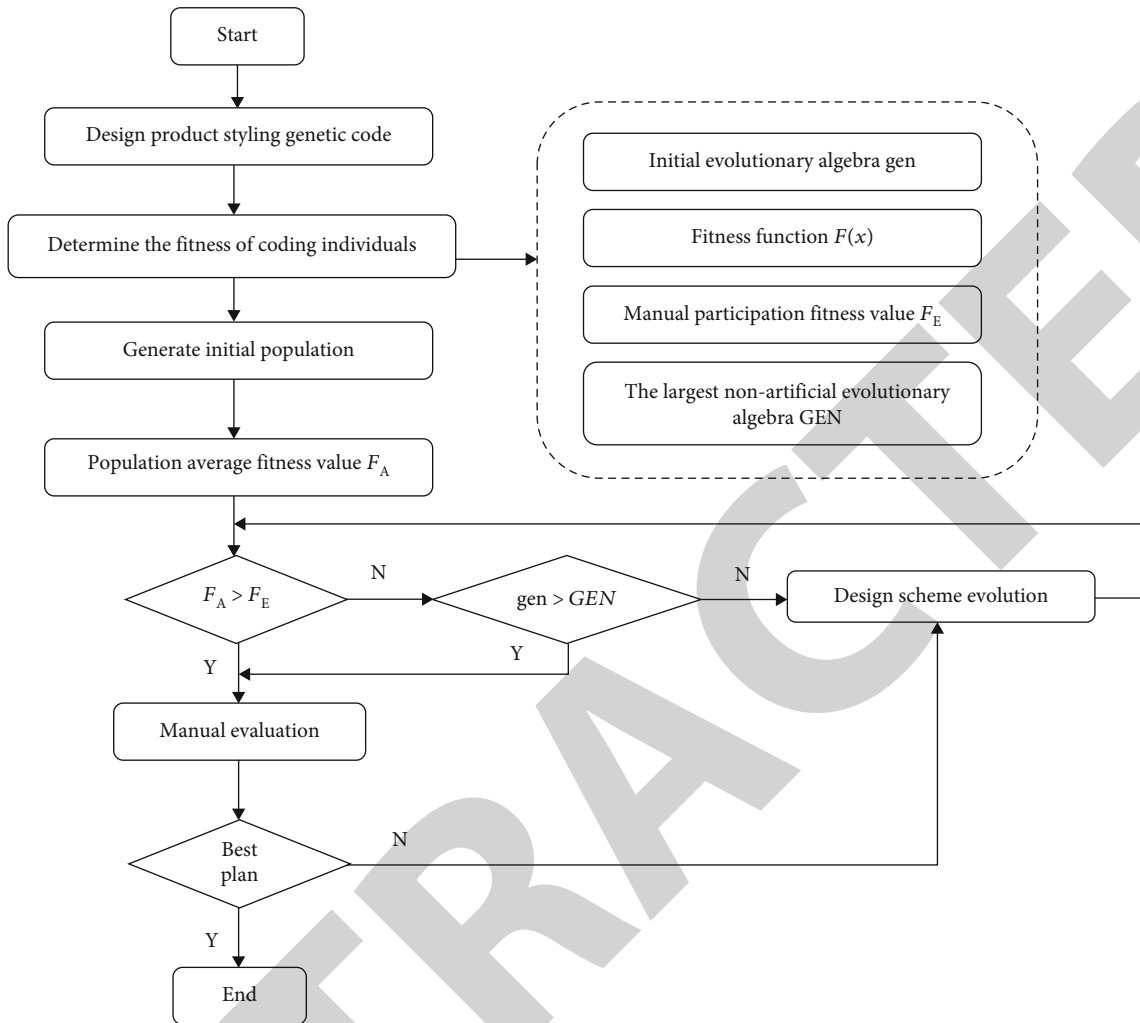 Start
Design product styling genetic code
Determine the fitness of coding individuals
Generate initial population
Population average fitness value F_A
Initial evolutionary algebra gen
Fitness function F(x)
Manual participation fitness value F_E
The largest non-artificial evolutionary
algebra GEN
F_A > F_E
N
gen > GEN
N
Design scheme evolution
Y
Y
Manual evaluation
Best
plan
N
Y
End